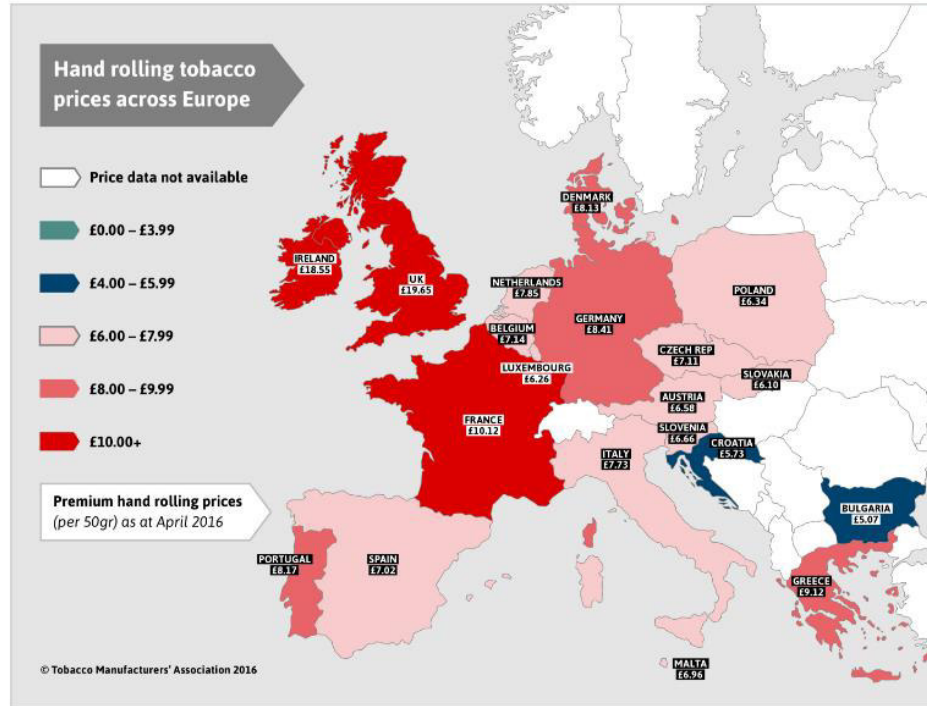 Hand rolling tobacco
prices across Europe
Price data not available
£0.00 – £3.99
£4.00 – £5.99
£6.00 – £7.99
£8.00 – £9.99
£10.00+
Premium hand rolling prices
(per 50gr) as at April 2016
IRELAND
£18.55
UK
£19.65
DENMARK
£8.13
NETHERLANDS
£7.85
BELGIUM
£7.14
GERMANY
£8.41
POLAND
£6.34
LUXEMBOURG
£6.26
CZECH REP
£7.11
SLOVAKIA
£6.10
AUSTRIA
£6.58
FRANCE
£10.12
SLOVENIA
£6.66
CROATIA
£5.73
ITALY
£7.73
BULGARIA
£5.07
PORTUGAL
£8.17
SPAIN
£7.02
GREECE
£9.12
MALTA
£6.96
© Tobacco Manufacturers' Association 2016